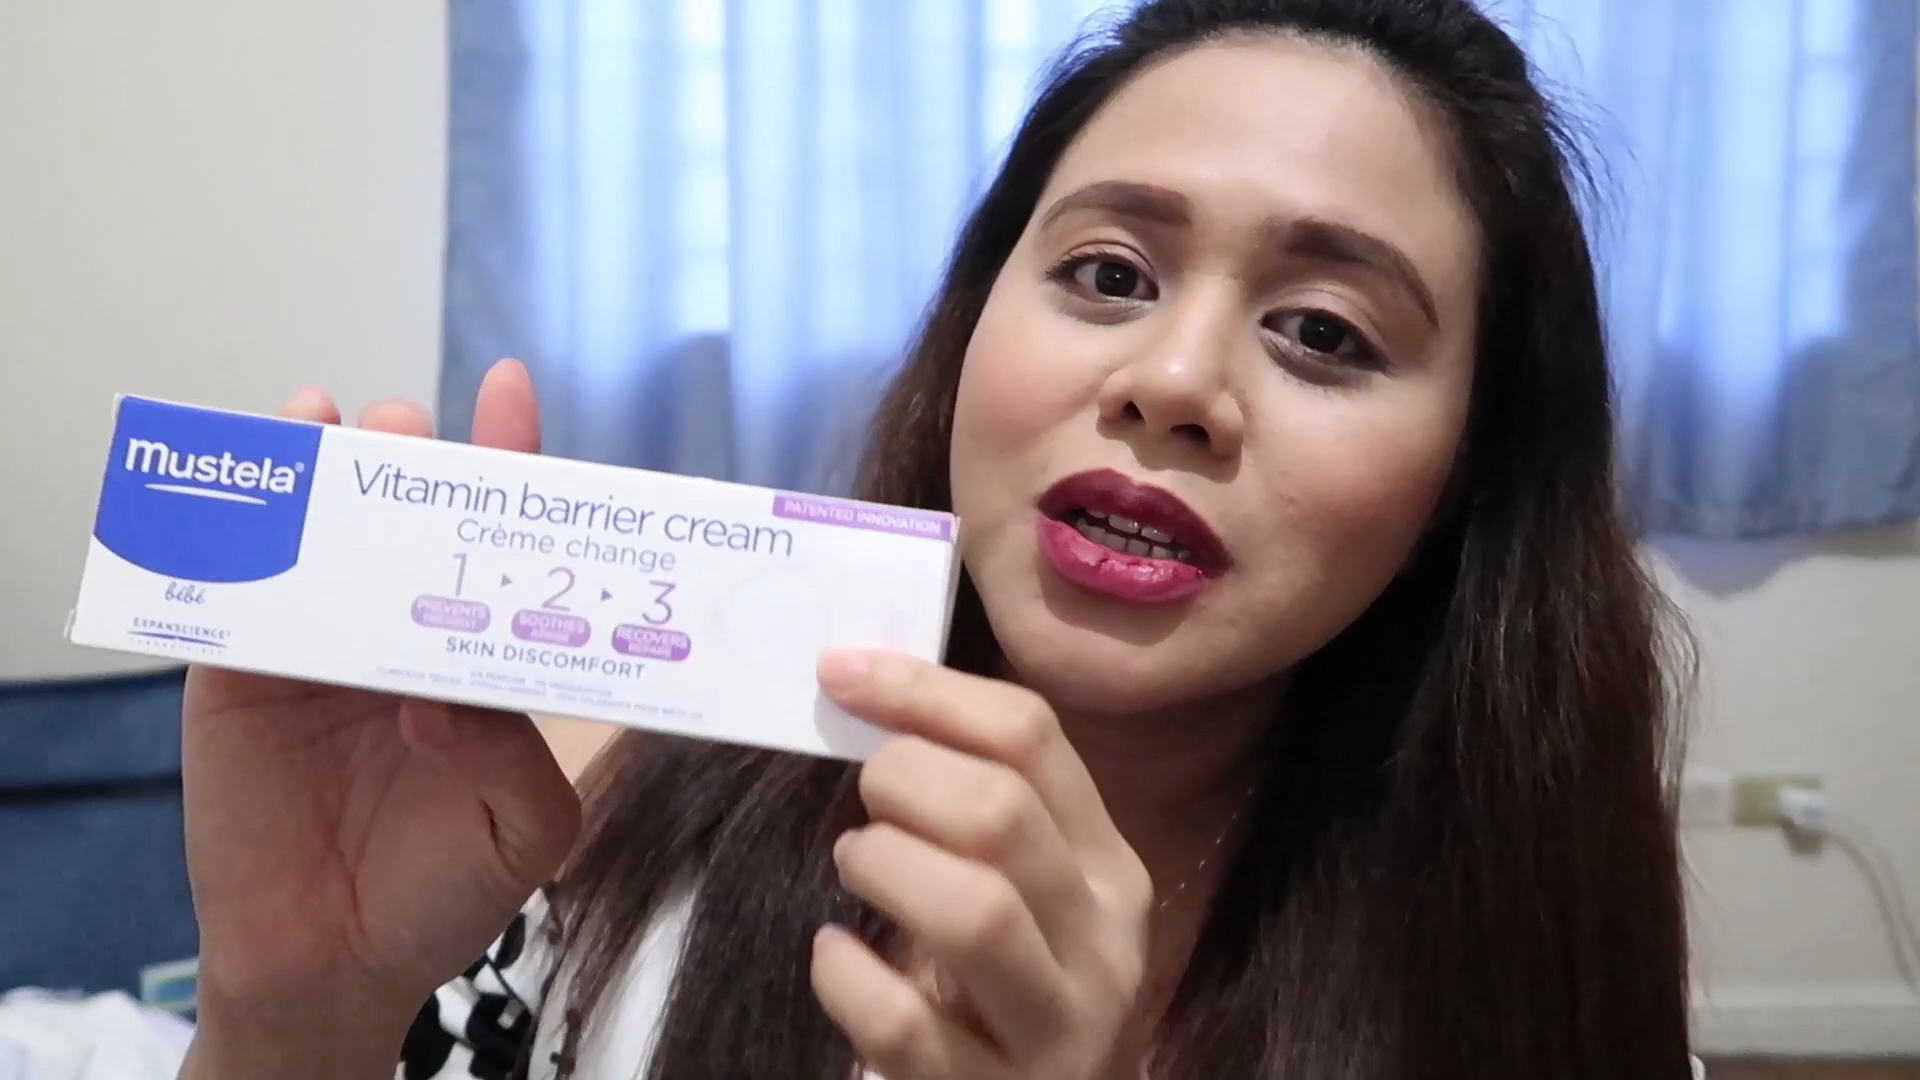 mustela®
bébé
EXPANSCIENCE®
PATENTED INNOVATION
Vitamin barrier cream
Crème change
1 ▸ 2 ▸ 3
PREVENTS SOOTHES RECOVERS
SKIN DISCOMFORT